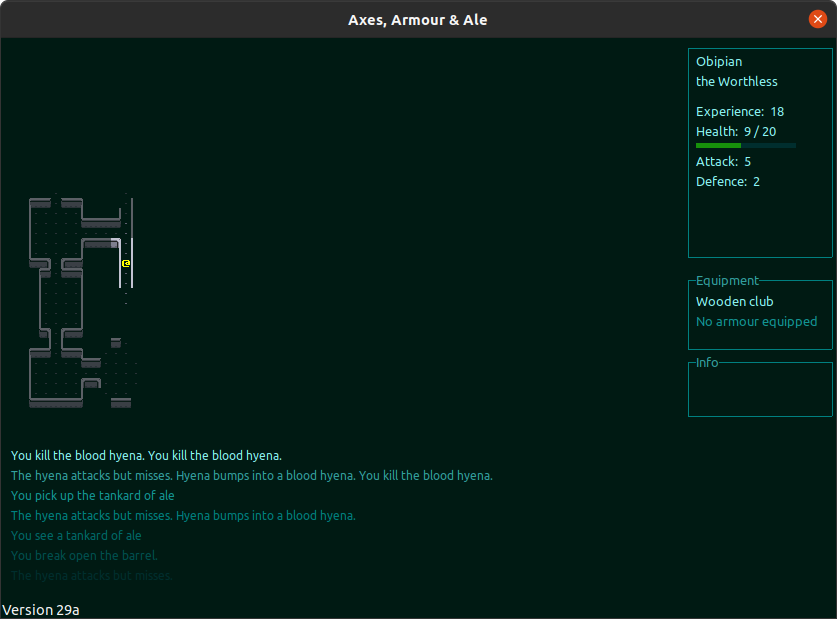 Axes, Armour & Ale
Obipian
the Worthless
Experience: 18
Health: 9 / 20
Attack: 5
Defence: 2
Equipment
Wooden club
No armour equipped
Info
You kill the blood hyena. You kill the blood hyena.
The hyena attacks but misses. Hyena bumps into a blood hyena. You kill the blood hyena.
You pick up the tankard of ale
The hyena attacks but misses. Hyena bumps into a blood hyena.
You see a tankard of ale
You break open the barrel.
The hyena attacks but misses.
Version 29a